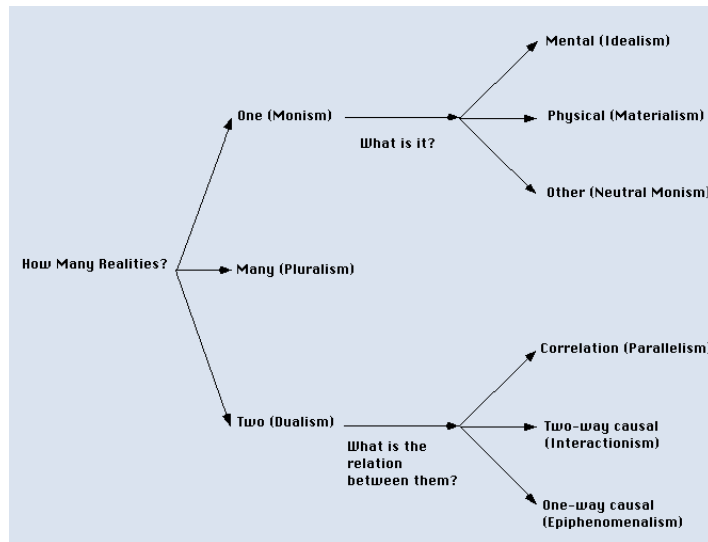 Mental (Idealism)
One (Monism)
Physical (Materialism)
What is it?
Other (Neutral Monism)
How Many Realities?
Many (Pluralism)
Correlation (Parallelism)
Two (Dualism)
Two-way causal
(Interactionism)
What is the
relation
between them?
One-way causal
(Epiphenomenalism)